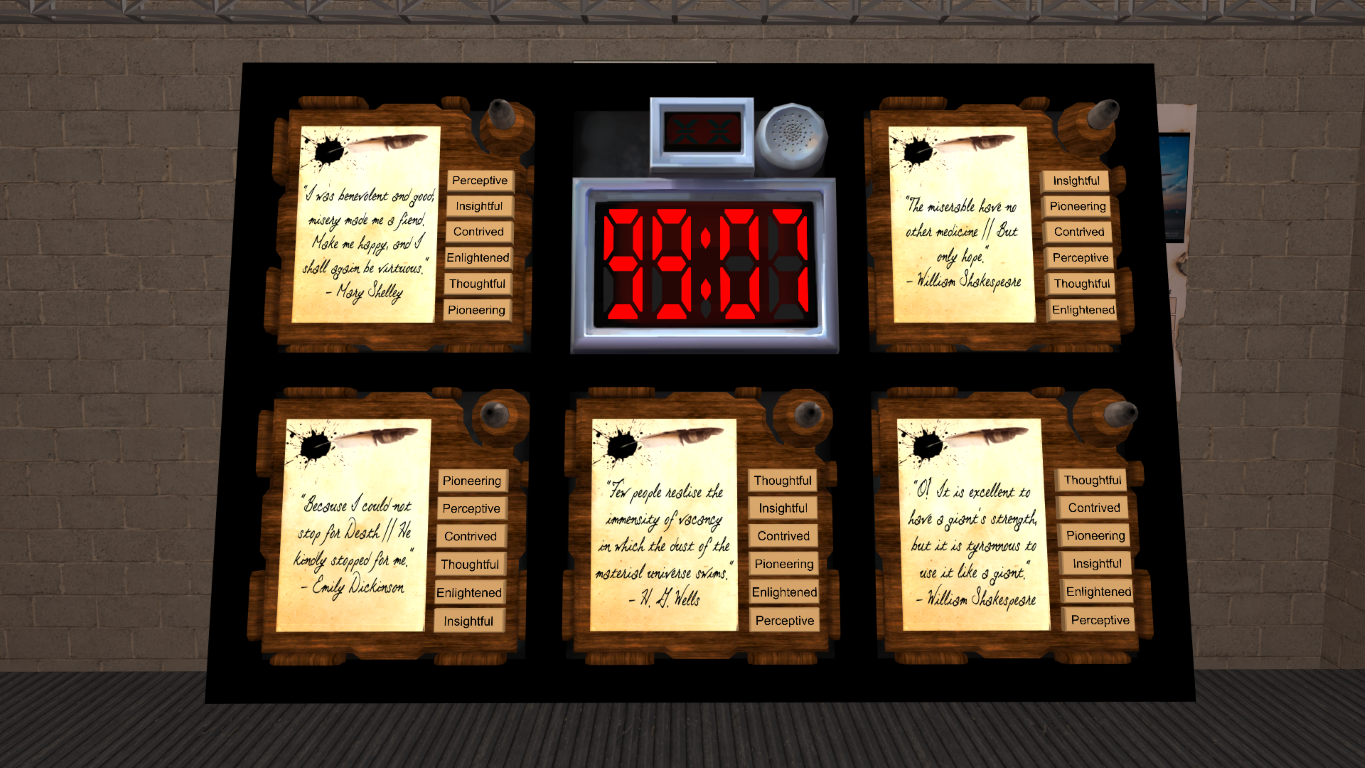 "I was benevolent and good;
misery made me a fiend.
Make me happy, and I
shall again be virtuous."
- Mary Shelley
Perceptive
Insightful
Contrived
Enlightened
Thoughtful
Pioneering
99:07
"The miserable have no
other medicine || But
only hope."
- William Shakespeare
Insightful
Pioneering
Contrived
Perceptive
Thoughtful
Enlightened
"Because I could not
stop for Death || He
kindly stopped for me."
- Emily Dickinson
Pioneering
Perceptive
Contrived
Thoughtful
Enlightened
Insightful
"Few people realise the
immensity of vacancy
in which the dust of the
material universe swims."
- H. G. Wells
Thoughtful
Insightful
Contrived
Pioneering
Enlightened
Perceptive
"O! It is excellent to
have a giant's strength,
but it is tyrannous to
use it like a giant."
- William Shakespeare
Thoughtful
Contrived
Pioneering
Insightful
Enlightened
Perceptive